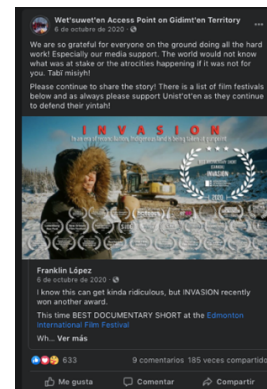 Wet'suwet'en Access Point on Gidimt'en Territory
6 de octubre de 2020 ·
We are so grateful for everyone on the ground doing all the hard
work! Especially our media support. The world would not know
what was at stake or the atrocities happening if it was not for
you. Tabï misiyh!
Please continue to share the story! There is a list of film festivals
below and as always please support Unist'ot'en as they continue
to defend their yintah!
INVASION
Franklin López
6 de octubre de 2020 ·
I know this can get kinda ridiculous, but INVASION recently
won another award.
This time BEST DOCUMENTARY SHORT at the Edmonton
International Film Festival
Wh... Ver más
633
9 comentarios 185 veces compartido
Me gusta Comentar Compartir